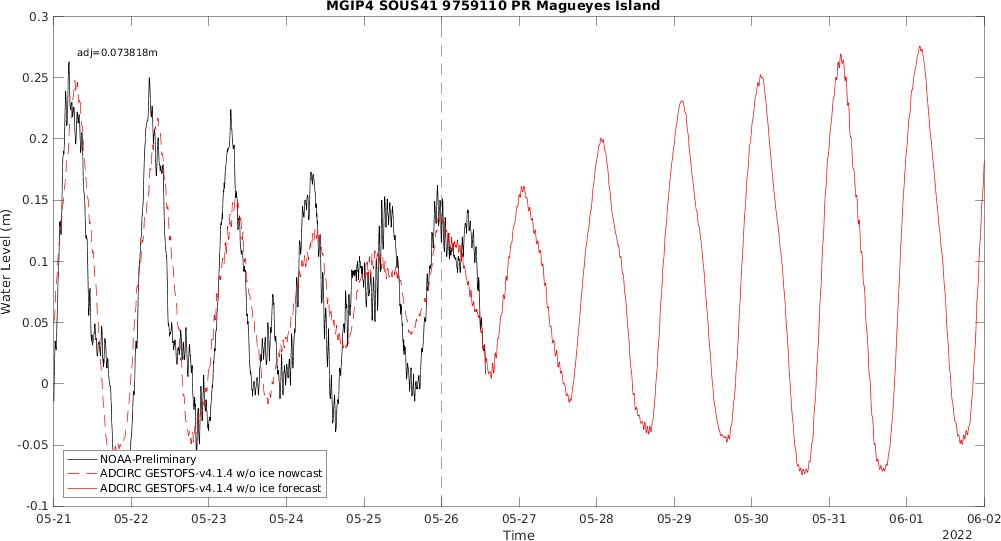 MGIP4 SOUS41 9759110 PR Magueyes Island
adj=0.073818m
Water Level (m)
0.3
0.25
0.2
0.15
0.1
0.05
0
-0.05
-0.1
NOAA-Preliminary
ADCIRC GESTOFS-v4.1.4 w/o ice nowcast
ADCIRC GESTOFS-v4.1.4 w/o ice forecast
05-21 05-22 05-23 05-24 05-25 05-26 05-27 05-28 05-29 05-30 05-31 06-01 06-02
Time
2022